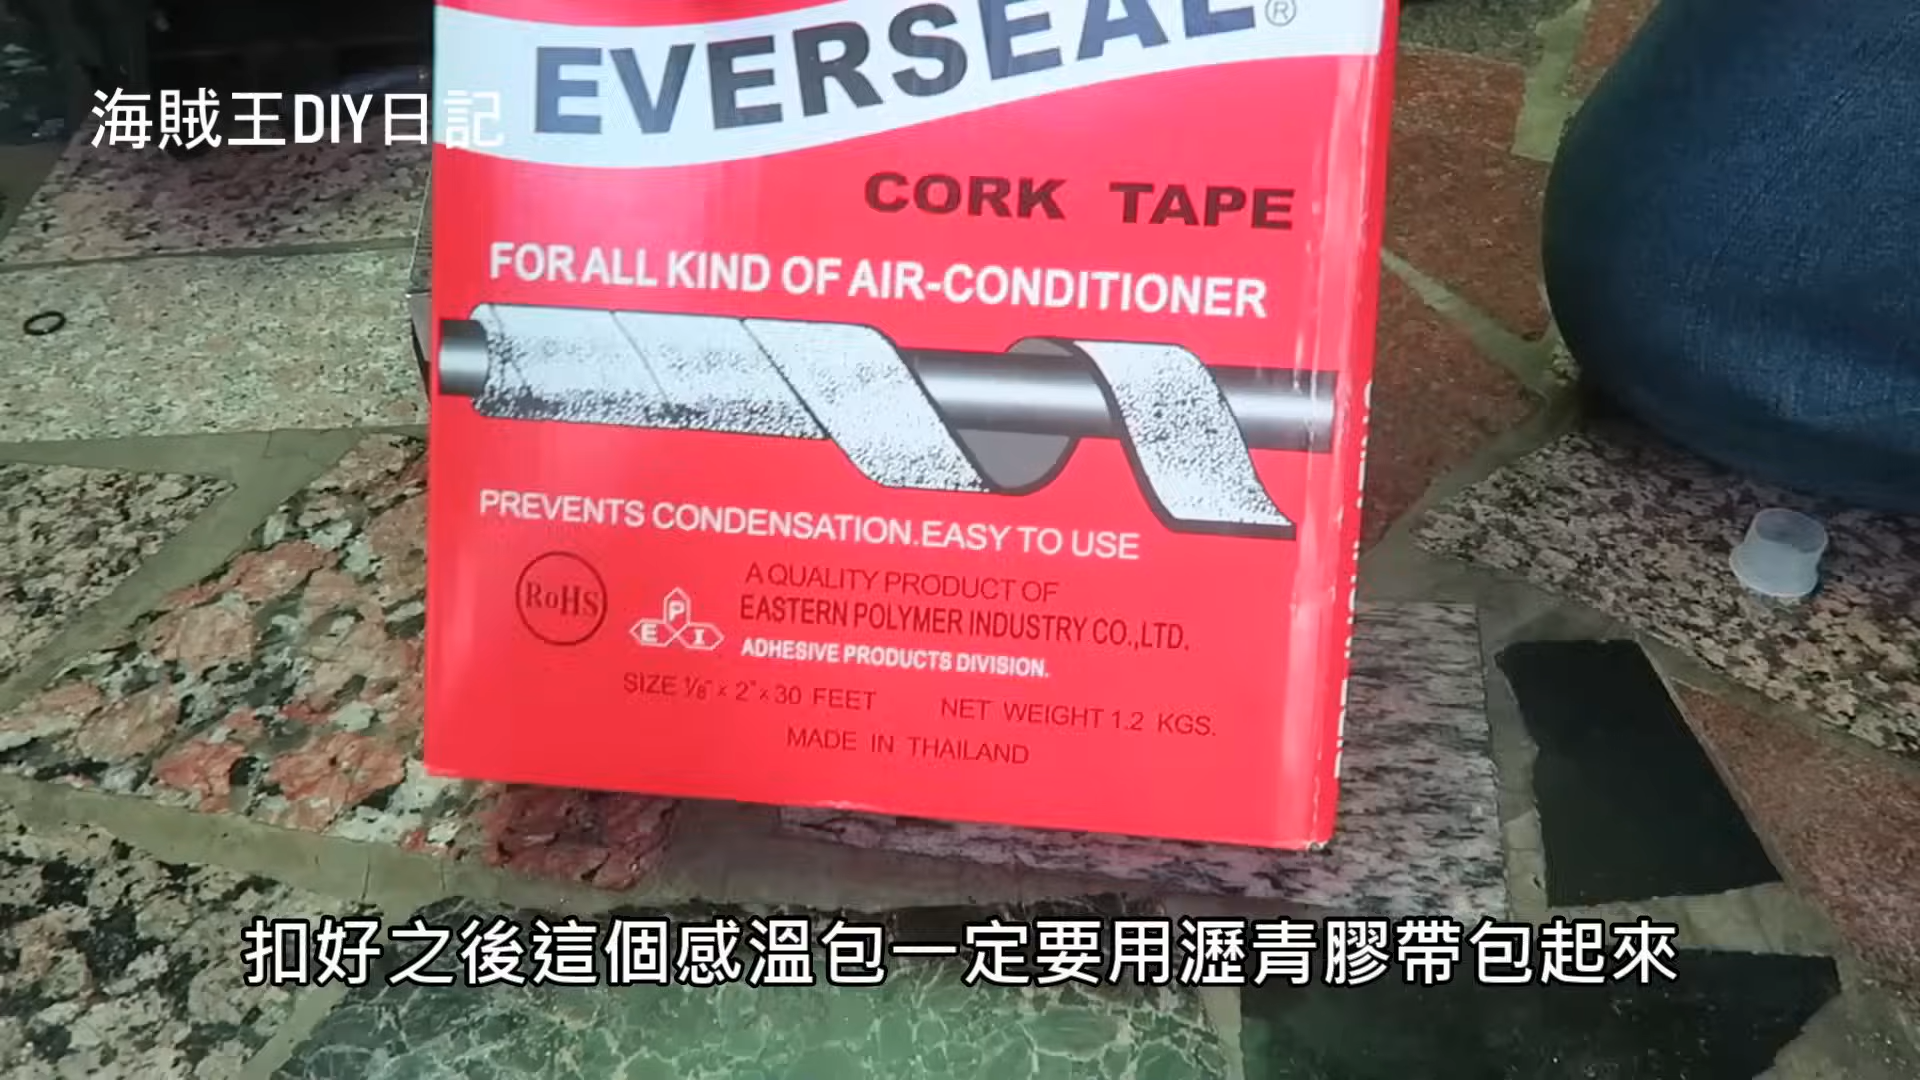 海賊王DIY日記
EVERSEAL®
CORK TAPE
FOR ALL KIND OF AIR-CONDITIONER
PREVENTS CONDENSATION.EASY TO USE
RoHS
EPI
A QUALITY PRODUCT OF
EASTERN POLYMER INDUSTRY CO.,LTD.
ADHESIVE PRODUCTS DIVISION.
SIZE 1/8" x 2" x 30 FEET NET WEIGHT 1.2 KGS.
MADE IN THAILAND
扣好之後這個感溫包一定要用瀝青膠帶包起來